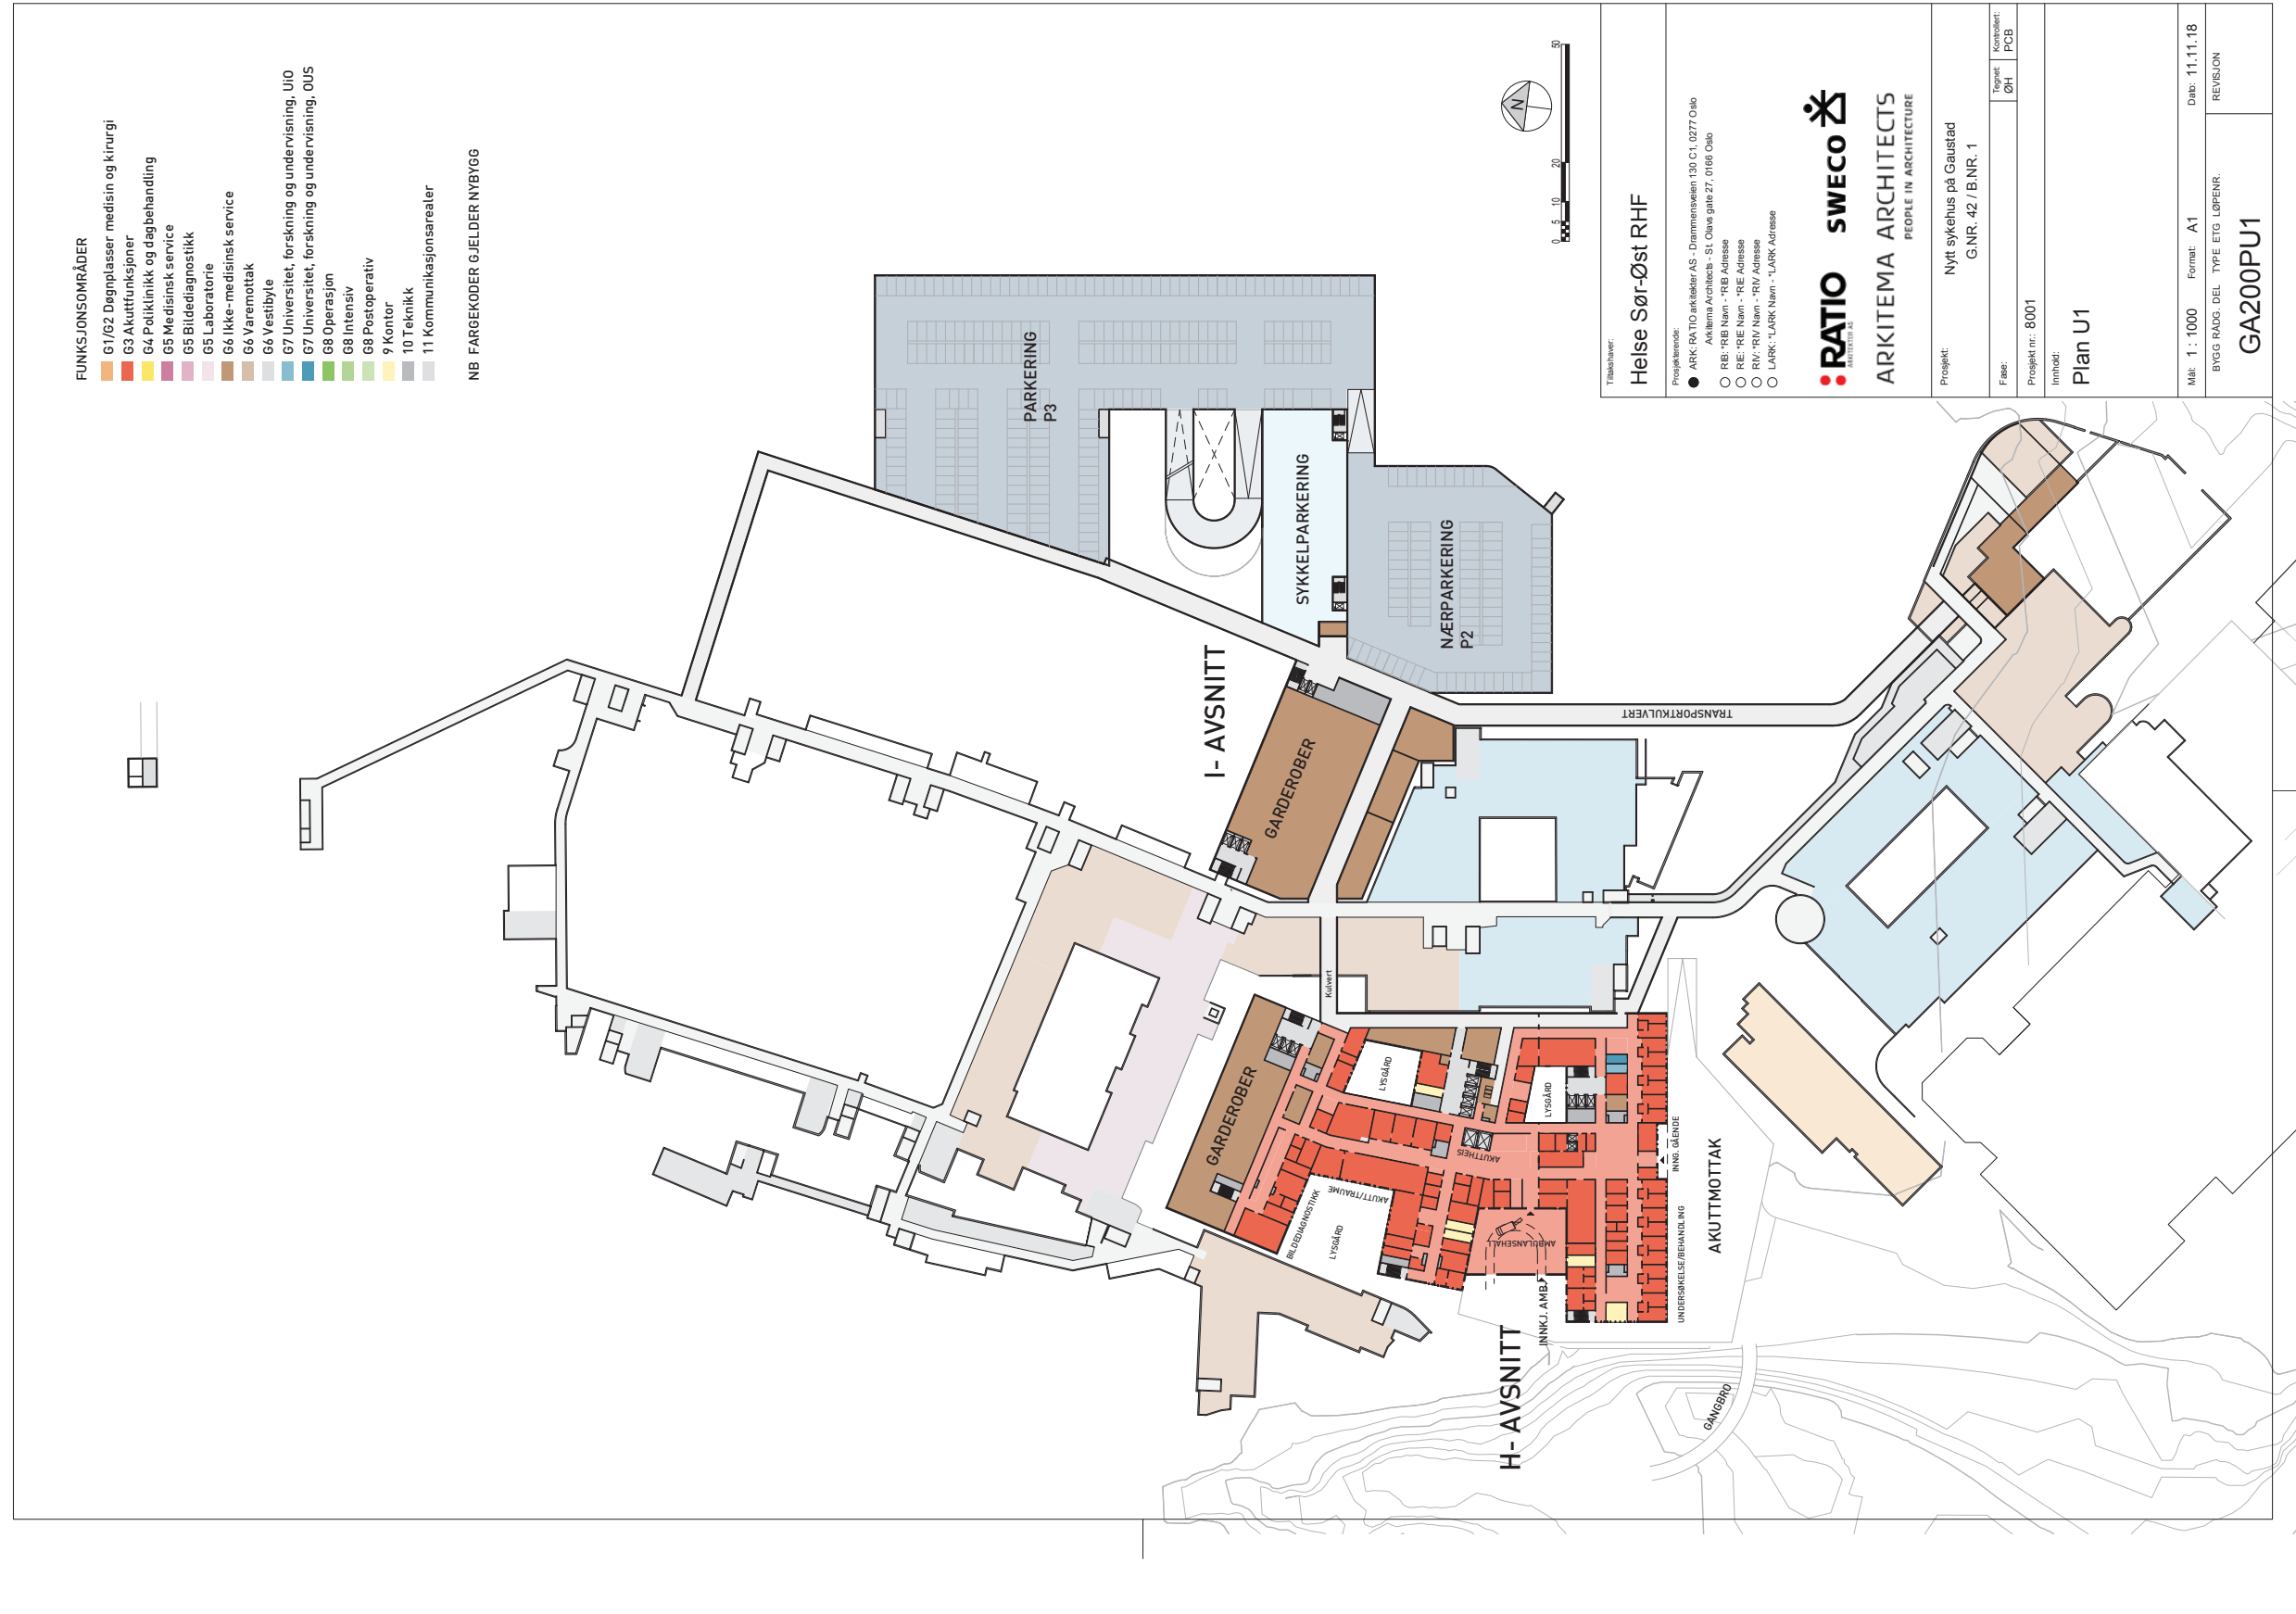 FUNKSJONSOMRÅDER
G1/G2 Døgnplasser medisin og kirurgi
G3 Akuttfunksjoner
G4 Poliklinikk og dagbehandling
G5 Medisinsk service
G5 Bildediagnostikk
G5 Laboratorie
G6 Ikke-medisinsk service
G6 Varemottak
G6 Vestibyle
G7 Universitet, forskning og undervisning, UiO
G7 Universitet, forskning og undervisning, OUS
G8 Operasjon
G8 Intensiv
G8 Postoperativ
9 Kontor
10 Teknikk
11 Kommunikasjonsarealer
NB FARGEKODER GJELDER NYBYGG
PARKERING
P3
SYKKELPARKERING
NÆRPARKERING
P2
I- AVSNITT
GARDEROBER
TRANSPORTKULVERT
Kulvert
GARDEROBER
LYSGÅRD
LYSGÅRD
AKUTTHEIS
BILDEDIAGNOSTIKK
LYSGÅRD
AKUTT/TRAUME
AMBULANSEHALL
INNKJ. AMB.
H- AVSNITT
UNDERSØKELSE/BEHANDLING
INNG. GÅENDE
AKUTTMOTTAK
GANGBRO
N
0 5 10 20 50
Tiltakshaver:
Helse Sør-Øst RHF
Prosjekterende:
ARK: RATIO arkitekter AS - Drammensveien 130 C1, 0277 Oslo
Arkitema Architects - St. Olavs gate 27, 0166 Oslo
RIB: *RIB Navn - *RIB Adresse
RIE: *RIE Navn - *RIE Adresse
RIV: *RIV Navn - *RIV Adresse
LARK: *LARK Navn - *LARK Adresse
RATIO
ARKITEKTER AS
SWECO
ARKITEMA ARCHITECTS
PEOPLE IN ARCHITECTURE
Prosjekt:
Nytt sykehus på Gaustad
G.NR. 42 / B.NR. 1
Fase:
Tegnet:
ØH
Kontrollert:
PCB
Prosjekt nr.: 8001
Innhold:
Plan U1
Mål: 1 : 1000 Format: A1 Dato: 11.11.18
BYGG RÅDG. DEL TYPE ETG LØPENR. REVISJON
GA200PU1